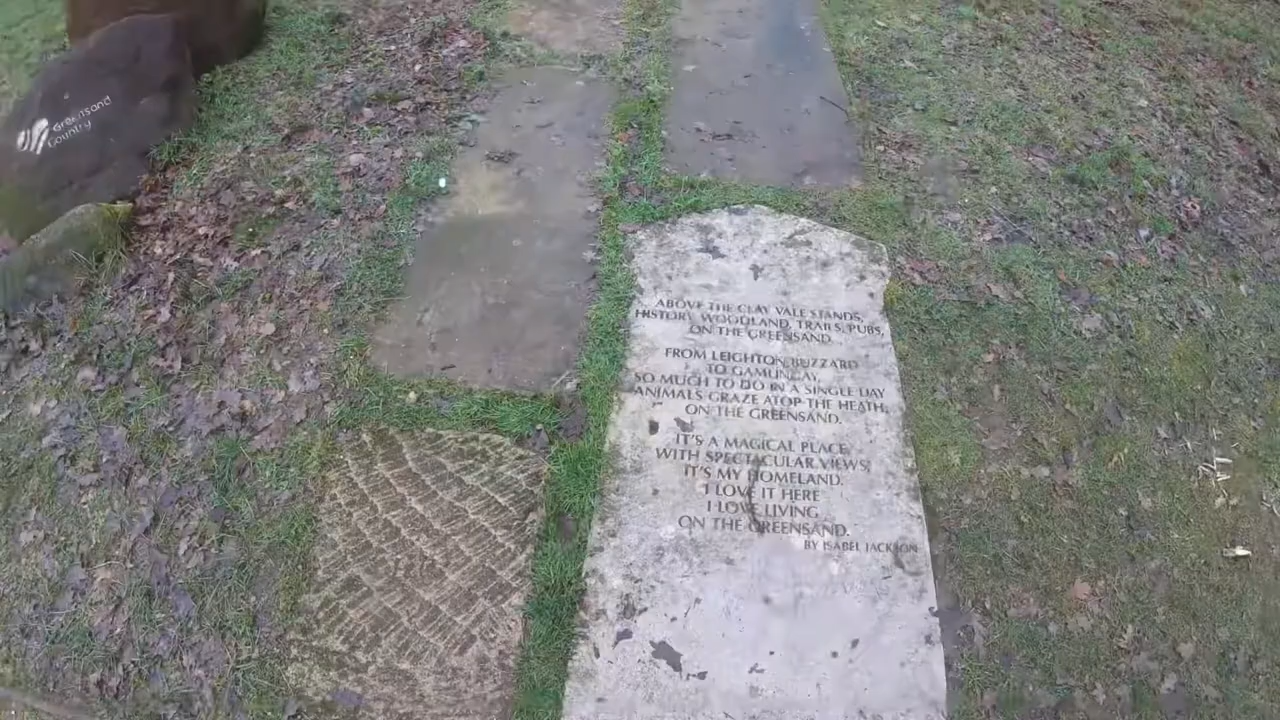 Greensand
Country
ABOVE THE CLAY VALE STANDS,
HISTORY, WOODLAND, TRAILS, PUBS,
ON THE GREENSAND.
FROM LEIGHTON BUZZARD
TO GAMLINGAY,
SO MUCH TO DO IN A SINGLE DAY
ANIMALS GRAZE ATOP THE HEATH,
ON THE GREENSAND.
IT'S A MAGICAL PLACE
WITH SPECTACULAR VIEWS,
IT'S MY HOMELAND.
I LOVE IT HERE
I LOVE LIVING
ON THE GREENSAND.
BY ISABEL JACKSON